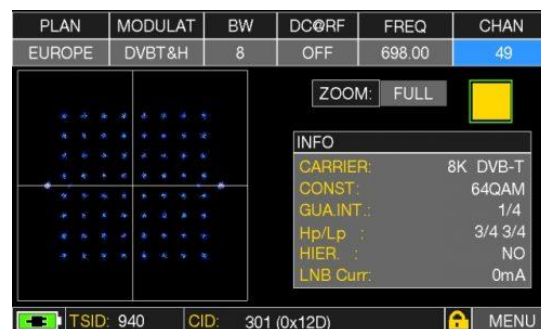 PLAN MODULAT BW DC@RF FREQ CHAN
EUROPE DVBT&H 8 OFF 698.00 49
ZOOM: FULL
INFO
CARRIER: 8K DVB-T
CONST: 64QAM
GUA.INT.: 1/4
Hp/Lp : 3/4 3/4
HIER. : NO
LNB Curr: 0mA
TSID: 940 CID: 301 (0x12D) MENU